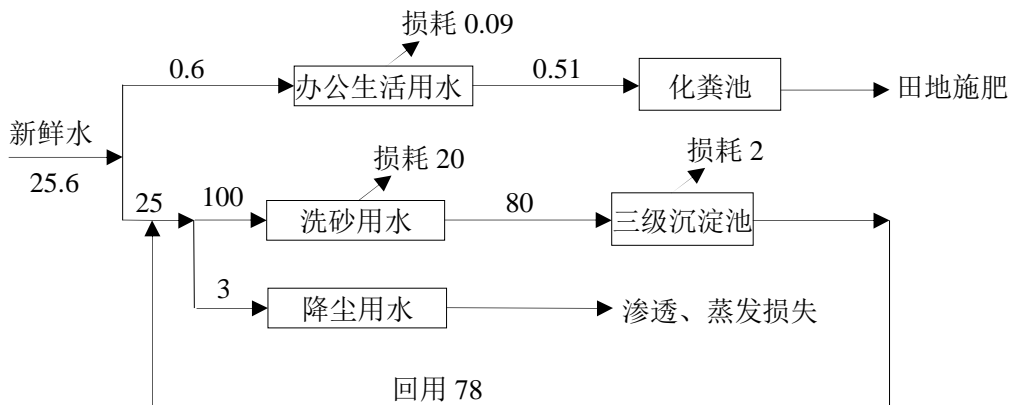 损耗 0.09
0.6
办公生活用水
0.51
化粪池
田地施肥
新鲜水
25.6
损耗 20
损耗 2
25
100
洗砂用水
80
三级沉淀池
3
降尘用水
渗透、蒸发损失
回用 78